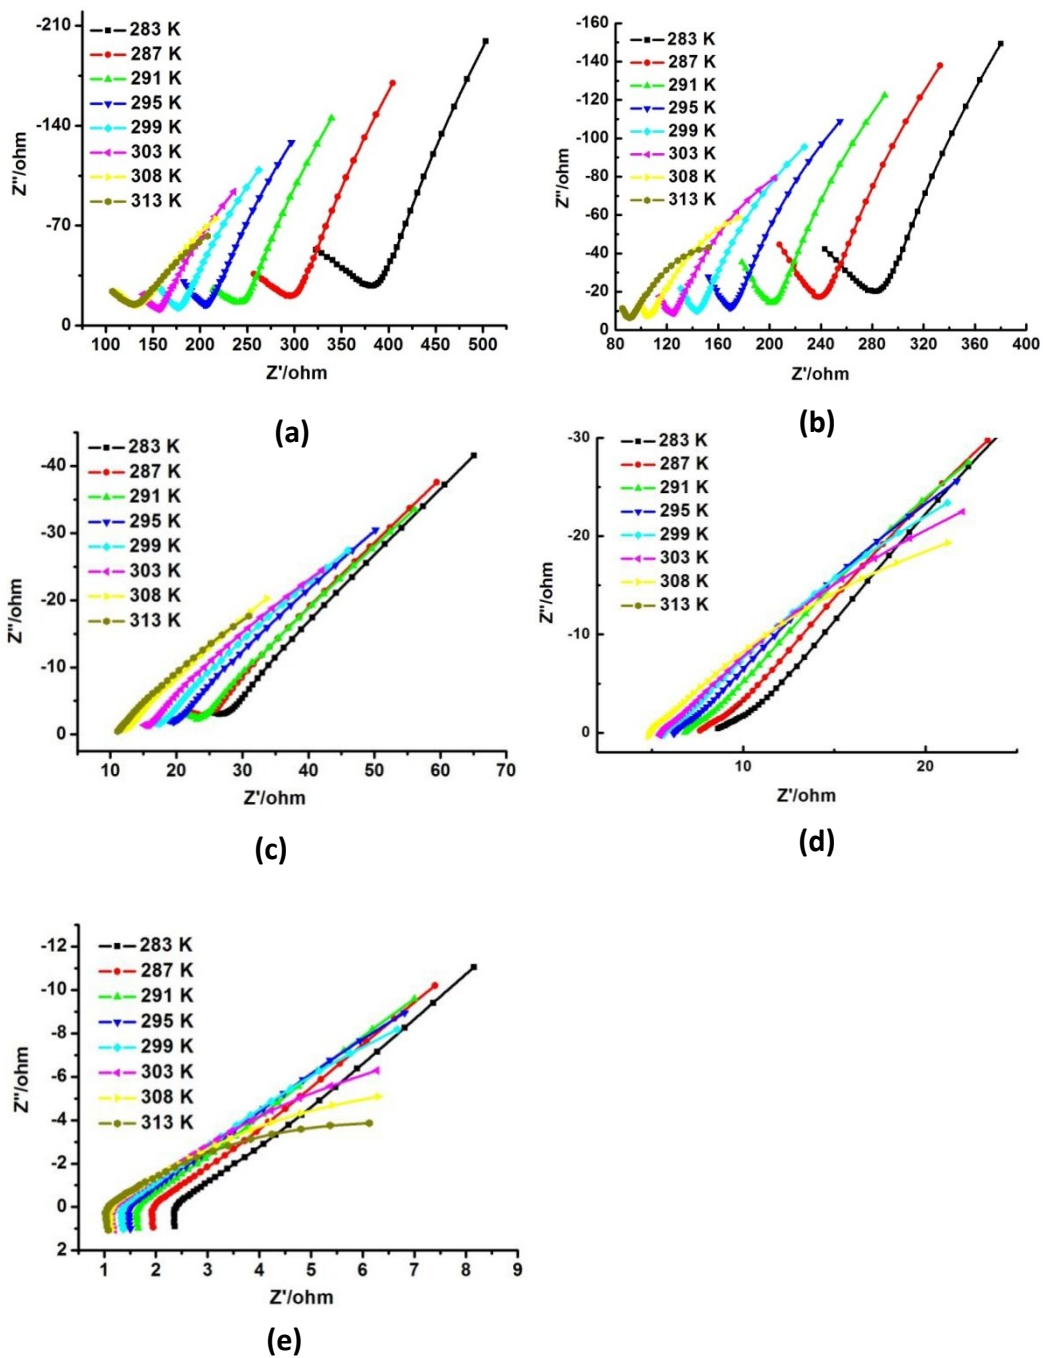 -210
-140
-70
0
Z''/ohm
283 K
287 K
291 K
295 K
299 K
303 K
308 K
313 K
100 150 200 250 300 350 400 450 500
Z'/ohm
(a)
-160
-140
-120
-100
-80
-60
-40
-20
0
Z''/ohm
283 K
287 K
291 K
295 K
299 K
303 K
308 K
313 K
80 120 160 200 240 280 320 360 400
Z'/ohm
(b)
-40
-30
-20
-10
0
Z''/ohm
283 K
287 K
291 K
295 K
299 K
303 K
308 K
313 K
10 20 30 40 50 60 70
Z'/ohm
(c)
-30
-20
-10
0
Z''/ohm
283 K
287 K
291 K
295 K
299 K
303 K
308 K
313 K
10 20
Z'/ohm
(d)
-12
-10
-8
-6
-4
-2
0
2
Z''/ohm
283 K
287 K
291 K
295 K
299 K
303 K
308 K
313 K
1 2 3 4 5 6 7 8 9
Z'/ohm
(e)